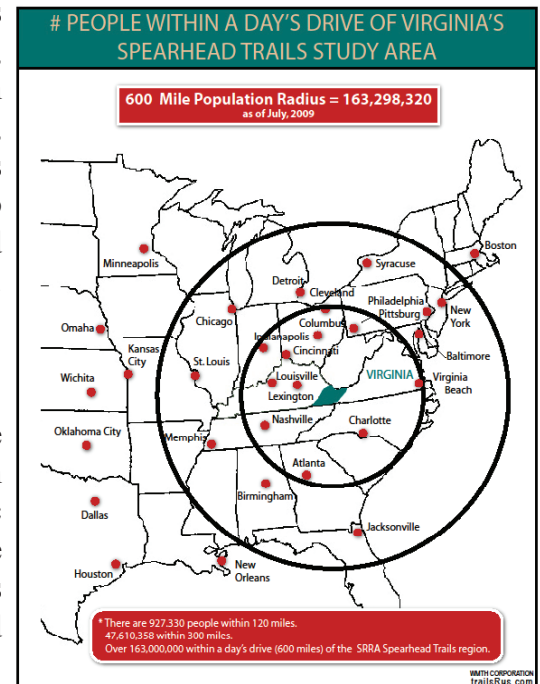 # PEOPLE WITHIN A DAY'S DRIVE OF VIRGINIA'S
SPEARHEAD TRAILS STUDY AREA
600 Mile Population Radius = 163,298,320
as of July, 2009
Boston
Syracuse
Minneapolis
Detroit
Cleveland
Philadelphia
Pittsburg
New
York
Chicago
Columbus
Omaha
Indianapolis
Baltimore
Kansas
City
Cincinnati
St. Louis
Wichita
Louisville
VIRGINIA
Virginia
Beach
Lexington
Nashville
Charlotte
Oklahoma City
Memphis
Atlanta
Birmingham
Dallas
Jacksonville
New
Orleans
Houston
* There are 927.330 people within 120 miles.
47,610,358 within 300 miles.
Over 163,000,000 within a day's drive (600 miles) of the SRRA Spearhead Trails region.
WMTH CORPORATION
trailsRus.com